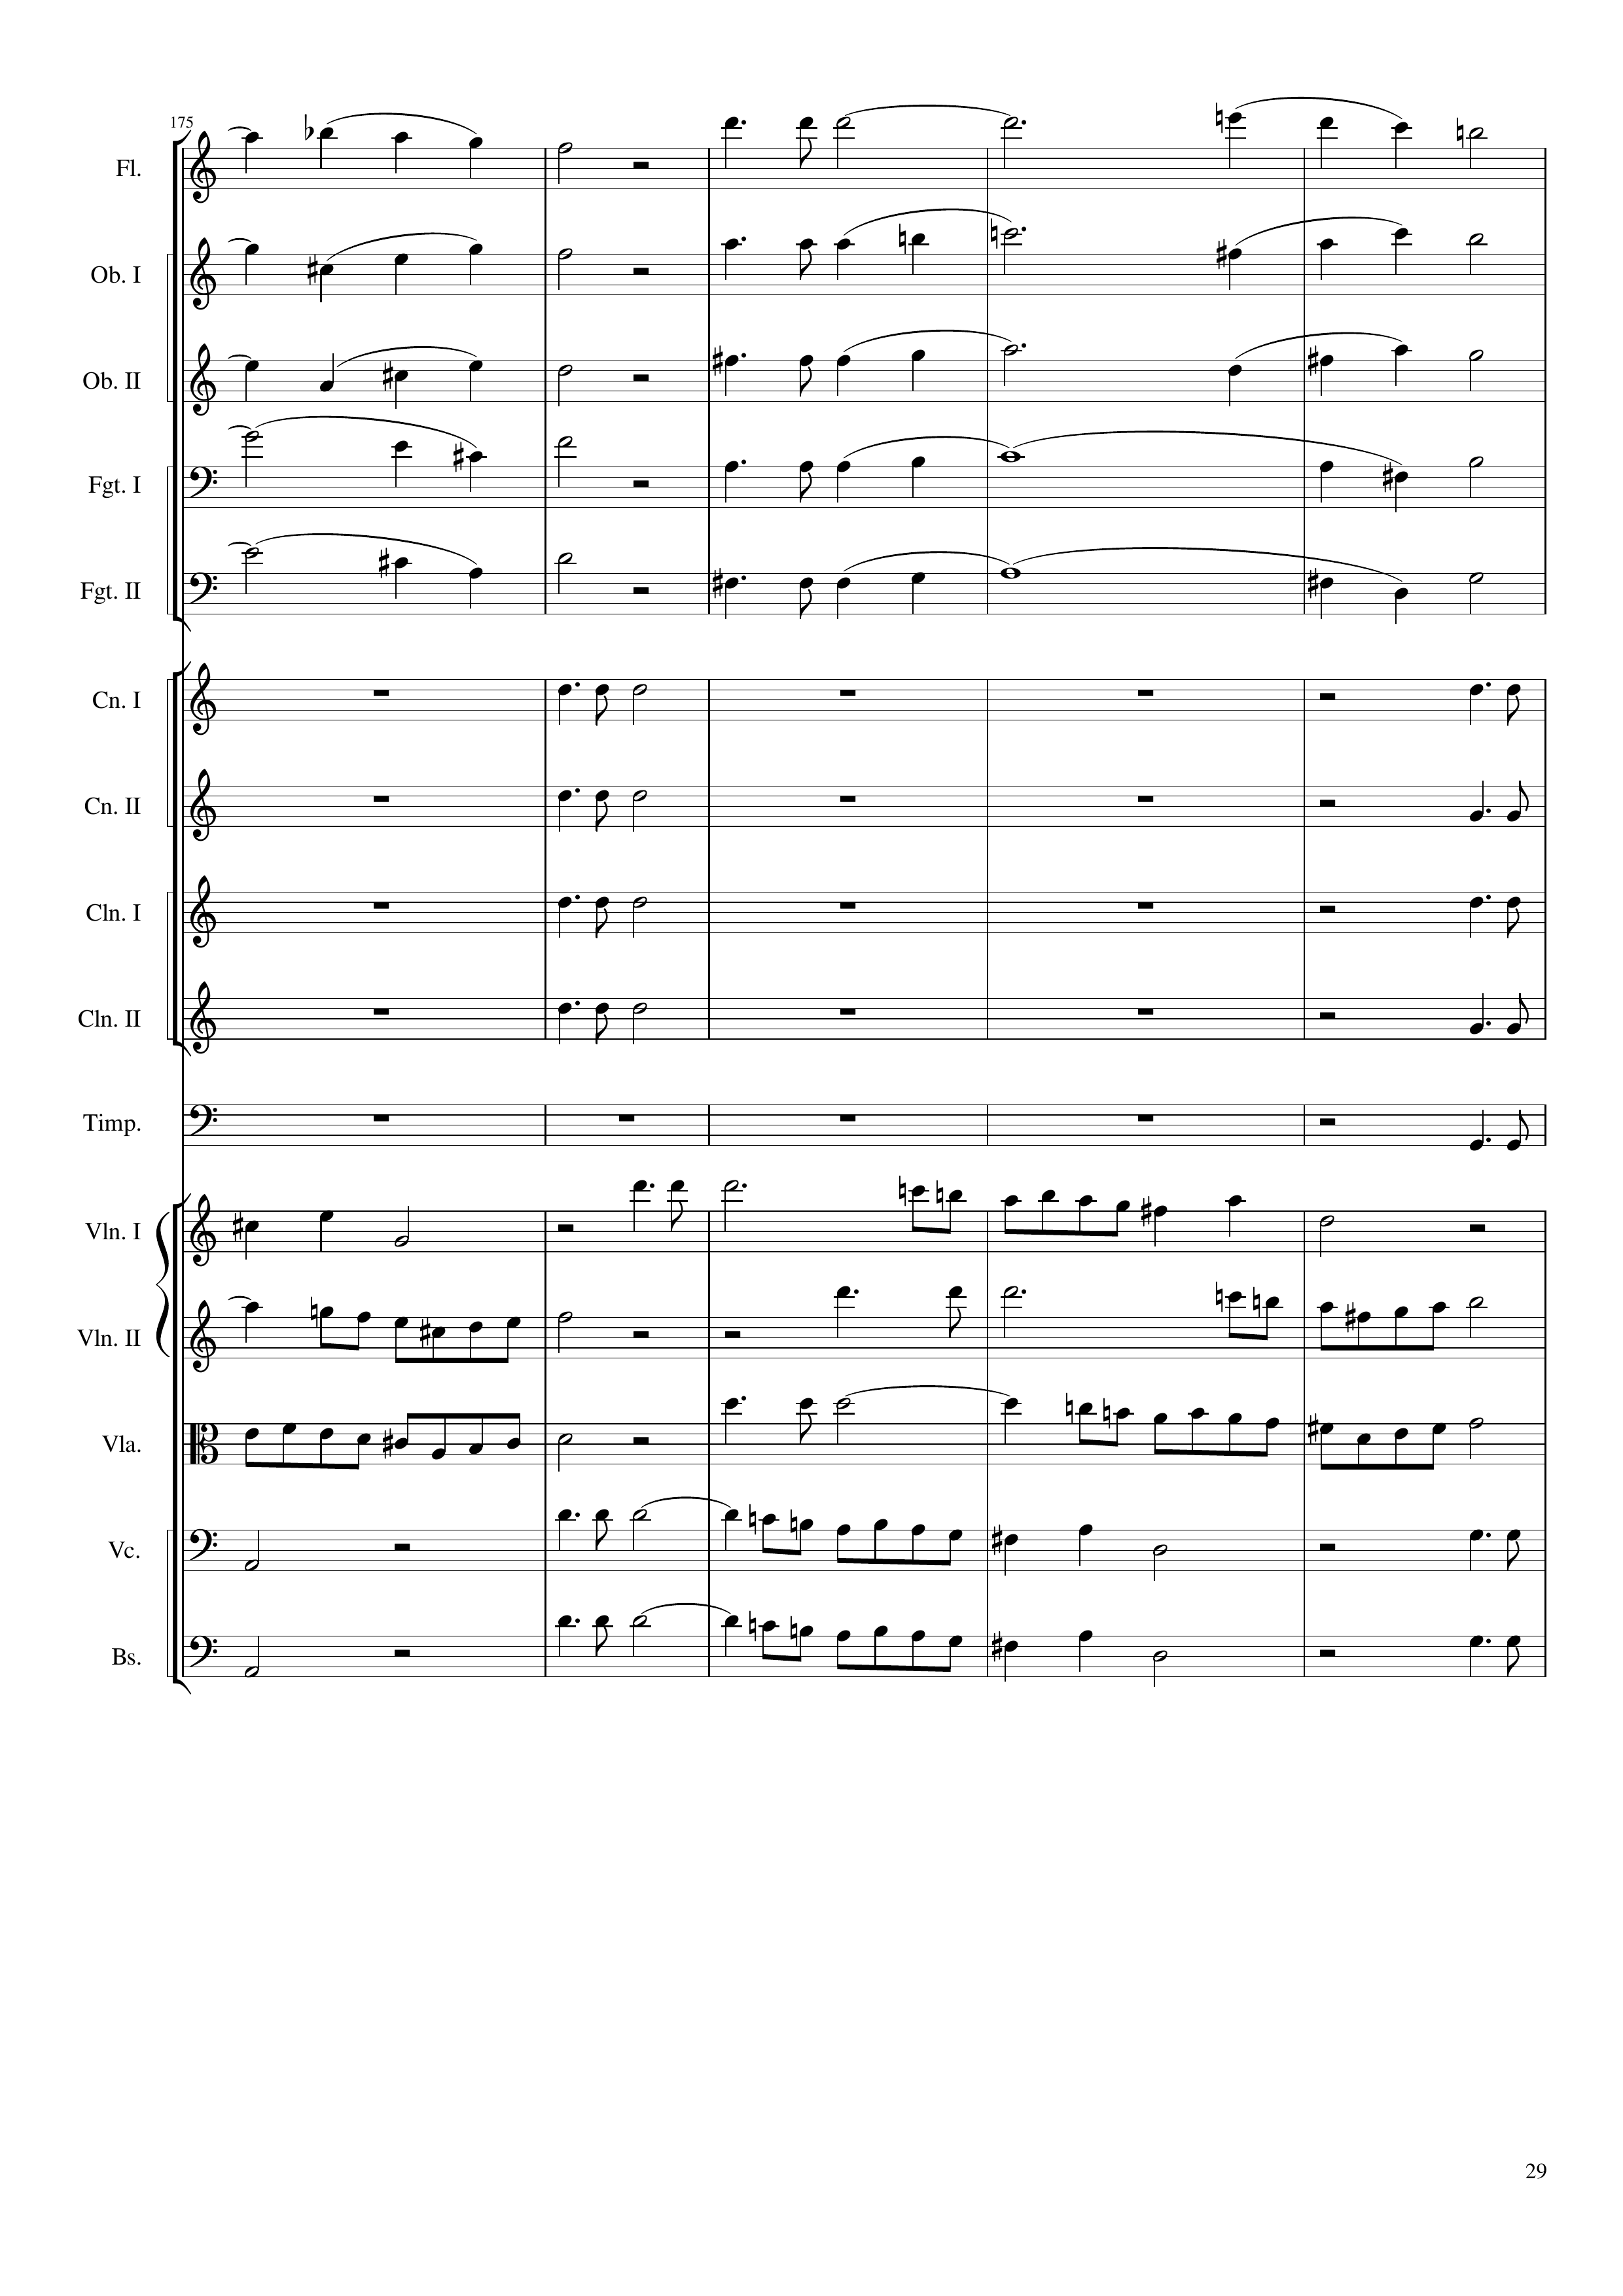 175
Fl.
Ob. I
Ob. II
Fgt. I
Fgt. II
Cn. I
Cn. II
Cln. I
Cln. II
Timp.
Vln. I
Vln. II
Vla.
Vc.
Bs.
29